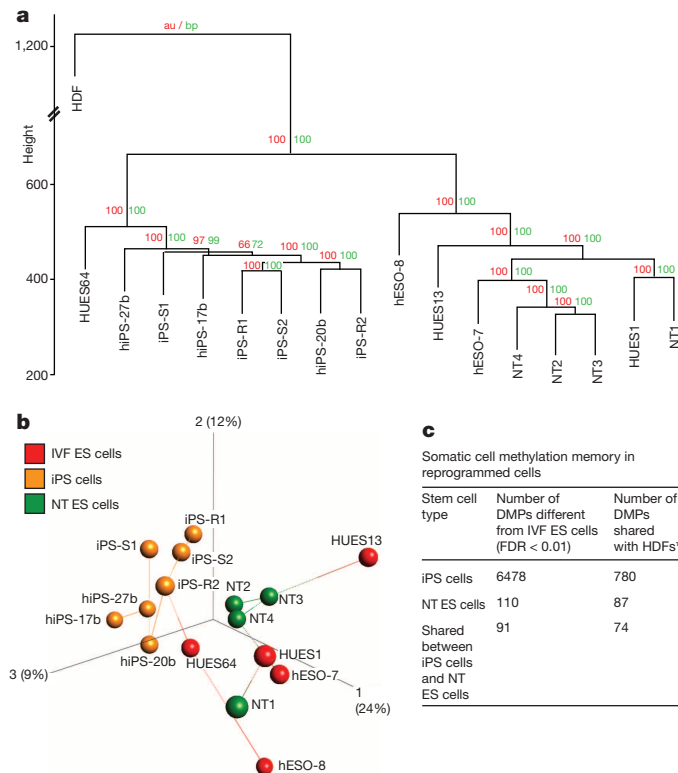 a
au / bp
1,200
HDF
Height
100 100
600
100 100
100 100
100 100
100 100
97 99
66 72
100 100
100 100
100 100
100 100
100 100
100 100
100 100
100 100
400
HUES64
hiPS-27b
iPS-S1
hiPS-17b
iPS-R1
iPS-S2
hiPS-20b
iPS-R2
hESO-8
HUES13
hESO-7
NT4
NT2
NT3
HUES1
NT1
200
b
2 (12%)
IVF ES cells
iPS cells
NT ES cells
iPS-R1
iPS-S1
iPS-S2
HUES13
iPS-R2
NT2
NT3
hiPS-27b
NT4
hiPS-17b
HUES1
HUES64
hiPS-20b
hESO-7
3 (9%)
1
(24%)
NT1
hESO-8
c
Somatic cell methylation memory in
reprogrammed cells
Stem cell Number of Number of
type DMPs different DMPs
from IVF ES cells shared
(FDR < 0.01) with HDFs*
iPS cells 6478 780
NT ES cells 110 87
Shared 91 74
between
iPS cells
and NT
ES cells